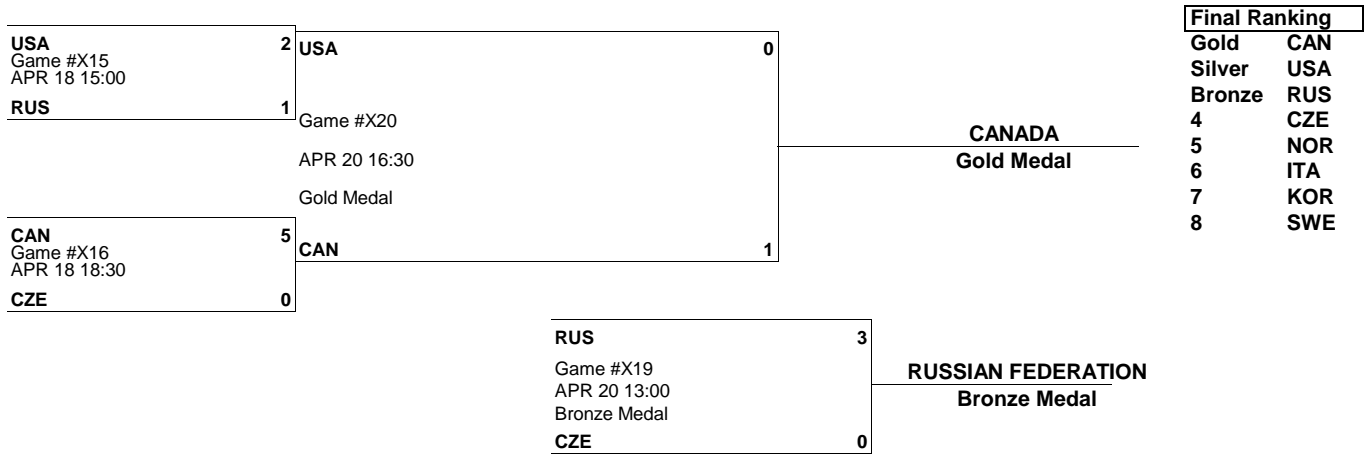 USA 2
Game #X15
APR 18 15:00
RUS 1
USA 0
Game #X20
APR 20 16:30
Gold Medal
CAN 1
CAN 5
Game #X16
APR 18 18:30
CZE 0
CANADA
Gold Medal
RUS 3
Game #X19
APR 20 13:00
Bronze Medal
CZE 0
RUSSIAN FEDERATION
Bronze Medal
Final Ranking
Gold CAN
Silver USA
Bronze RUS
4 CZE
5 NOR
6 ITA
7 KOR
8 SWE